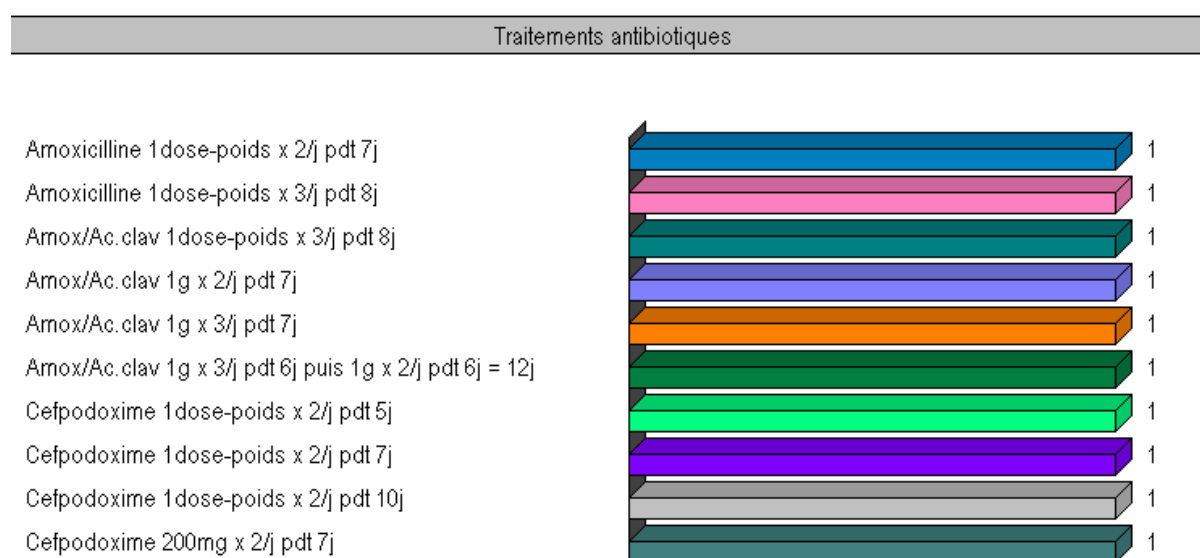 Traitements antibiotiques
Amoxicilline 1dose-poids x 2/j pdt 7j 1
Amoxicilline 1dose-poids x 3/j pdt 8j 1
Amox/Ac.clav 1dose-poids x 3/j pdt 8j 1
Amox/Ac.clav 1g x 2/j pdt 7j 1
Amox/Ac.clav 1g x 3/j pdt 7j 1
Amox/Ac.clav 1g x 3/j pdt 6j puis 1g x 2/j pdt 6j = 12j 1
Cefpodoxime 1dose-poids x 2/j pdt 5j 1
Cefpodoxime 1dose-poids x 2/j pdt 7j 1
Cefpodoxime 1dose-poids x 2/j pdt 10j 1
Cefpodoxime 200mg x 2/j pdt 7j 1